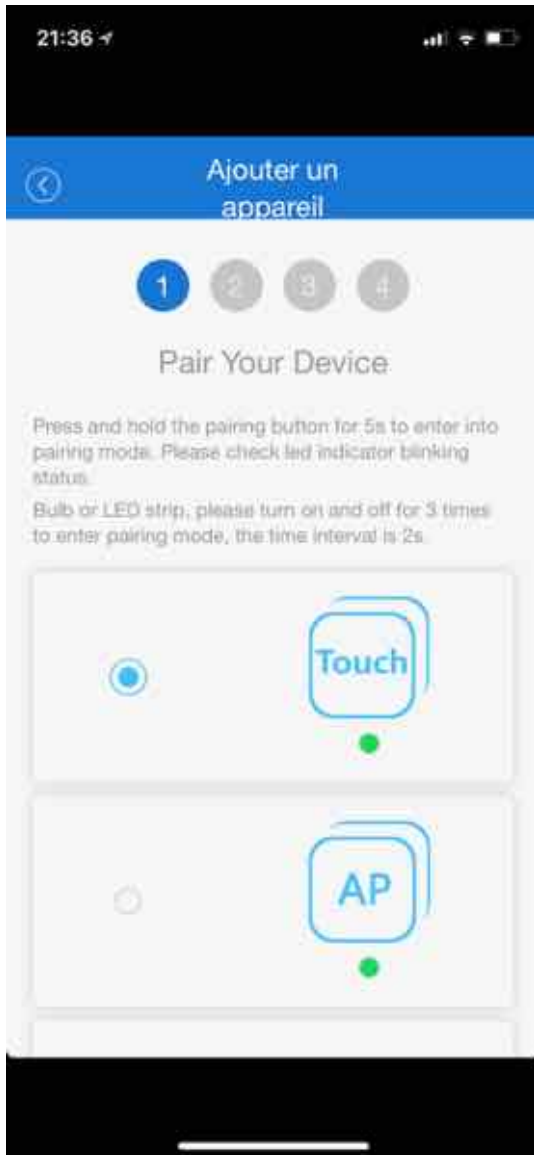 21:36
Ajouter un
appareil
1 2 3 4
Pair Your Device
Press and hold the pairing button for 5s to enter into
pairing mode. Please check led indicator blinking
status.
Bulb or LED strip, please turn on and off for 3 times
to enter pairing mode, the time interval is 2s.
Touch
AP